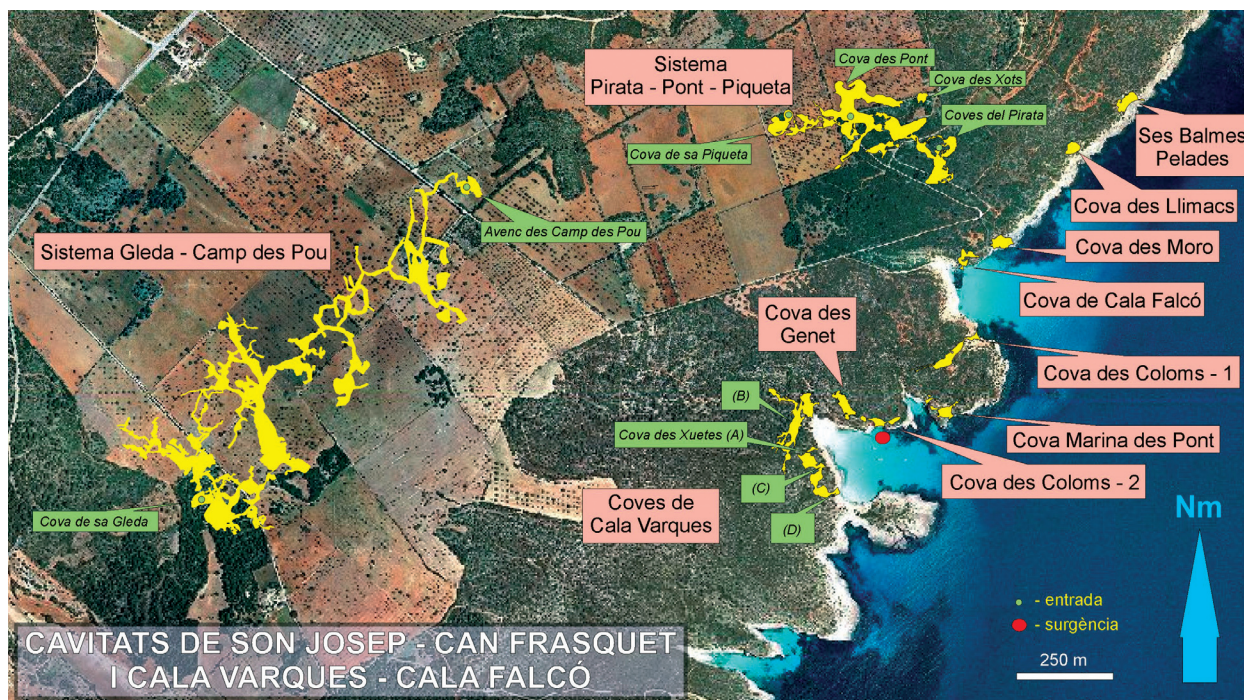 Cova des Pont
Sistema
Pirata - Pont - Piqueta
Cova des Xots
Coves del Pirata
Ses Balmes
Pelades
Cova de sa Piqueta
Cova des Llimacs
Avenc des Camp des Pou
Sistema Gleda - Camp des Pou
Cova des Moro
Cova de Cala Falcó
Cova des
Genet
Cova des Coloms - 1
(B)
Cova des Xuetes (A)
Cova Marina des Pont
(C)
Cova des Coloms - 2
Coves de
Cala Varques
(D)
Cova de sa Gleda
Nm
- entrada
- surgència
250 m
CAVITATS DE SON JOSEP - CAN FRASQUET
I CALA VARQUES - CALA FALCÓ